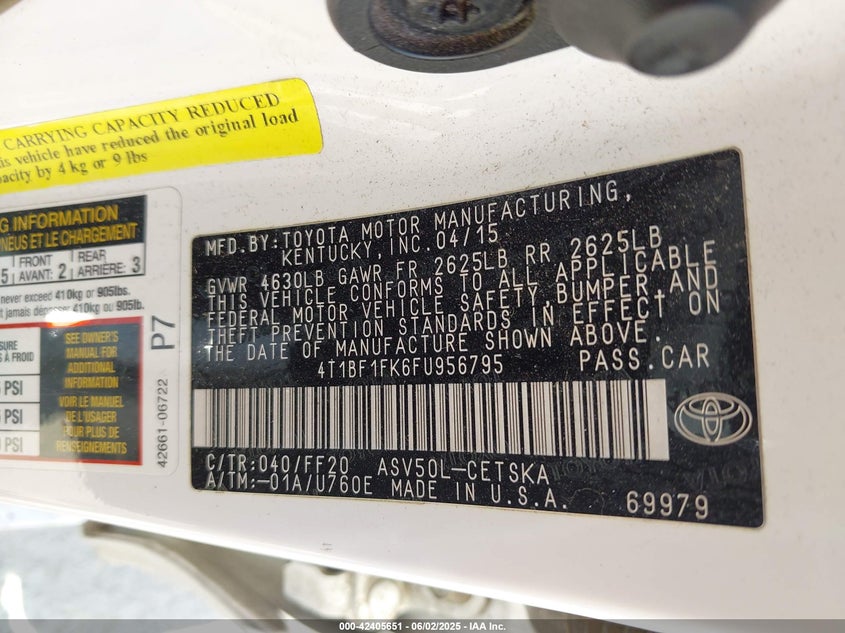 CARRYING CAPACITY REDUCED
is vehicle have reduced the original load
pacity by 4 kg or 9 lbs
G INFORMATION
PNEUS ET LE CHARGEMENT
5 FRONT AVANT: 2 REAR ARRIÈRE: 3
never exceed 410kg or 905lbs.
t jamais dépasser 410kg ou 905lb.
SURE
S À FROID
PSI
PSI
PSI
SEE OWNER'S
MANUAL FOR
ADDITIONAL
INFORMATION
VOIR LE MANUEL
DE L'USAGER
POUR PLUS DE
RENSEIGNEMENTS
P7
42661-06722
MFD.BY:TOYOTA MOTOR MANUFACTURING,
KENTUCKY,INC.04/15
GVWR 4630LB GAWR FR 2625LB RR 2625LB
THIS VEHICLE CONFORMS TO ALL APPLICABLE
FEDERAL MOTOR VEHICLE SAFETY,BUMPER,AND
THEFT PREVENTION STANDARDS IN EFFECT ON
THE DATE OF MANUFACTURE SHOWN ABOVE.
4T1BF1FK6FU956795 PASS.CAR
C/TR:040/FF20 ASV50L-CETSKA
A/TM:-01A/U760E MADE IN U.S.A.
69979
000-42405651 - 06/02/2025 - IAA Inc.